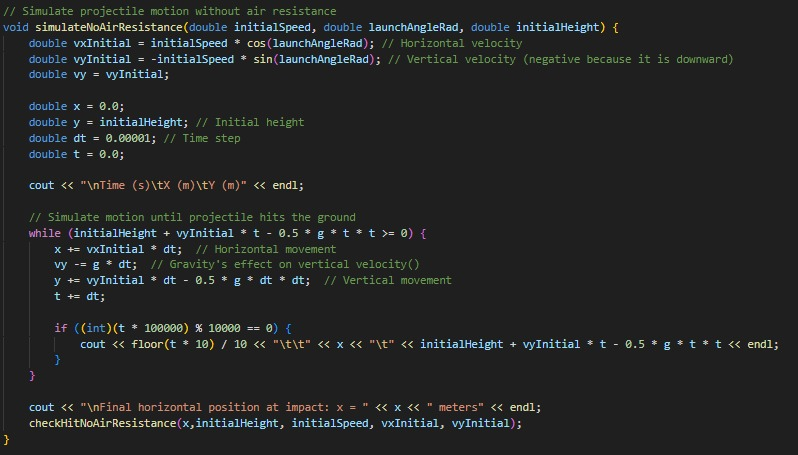 // Simulate projectile motion without air resistance
void simulateNoAirResistance(double initialSpeed, double launchAngleRad, double initialHeight) {
    double vxInitial = initialSpeed * cos(launchAngleRad); // Horizontal velocity
    double vyInitial = -initialSpeed * sin(launchAngleRad); // Vertical velocity (negative because it is downward)
    double vy = vyInitial;

    double x = 0.0;
    double y = initialHeight; // Initial height
    double dt = 0.00001; // Time step
    double t = 0.0;

    cout << "\nTime (s)\tX (m)\tY (m)" << endl;

    // Simulate motion until projectile hits the ground
    while (initialHeight + vyInitial * t - 0.5 * g * t * t >= 0) {
        x += vxInitial * dt;  // Horizontal movement
        vy -= g * dt;  // Gravity's effect on vertical velocity()
        y += vyInitial * dt - 0.5 * g * dt * dt;  // Vertical movement
        t += dt;

        if ((int)(t * 100000) % 10000 == 0) {
            cout << floor(t * 10) / 10 << "\t\t" << x << "\t" << initialHeight + vyInitial * t - 0.5 * g * t * t << endl;
        }
    }

    cout << "\nFinal horizontal position at impact: x = " << x << " meters" << endl;
    checkHitNoAirResistance(x,initialHeight, initialSpeed, vxInitial, vyInitial);
}